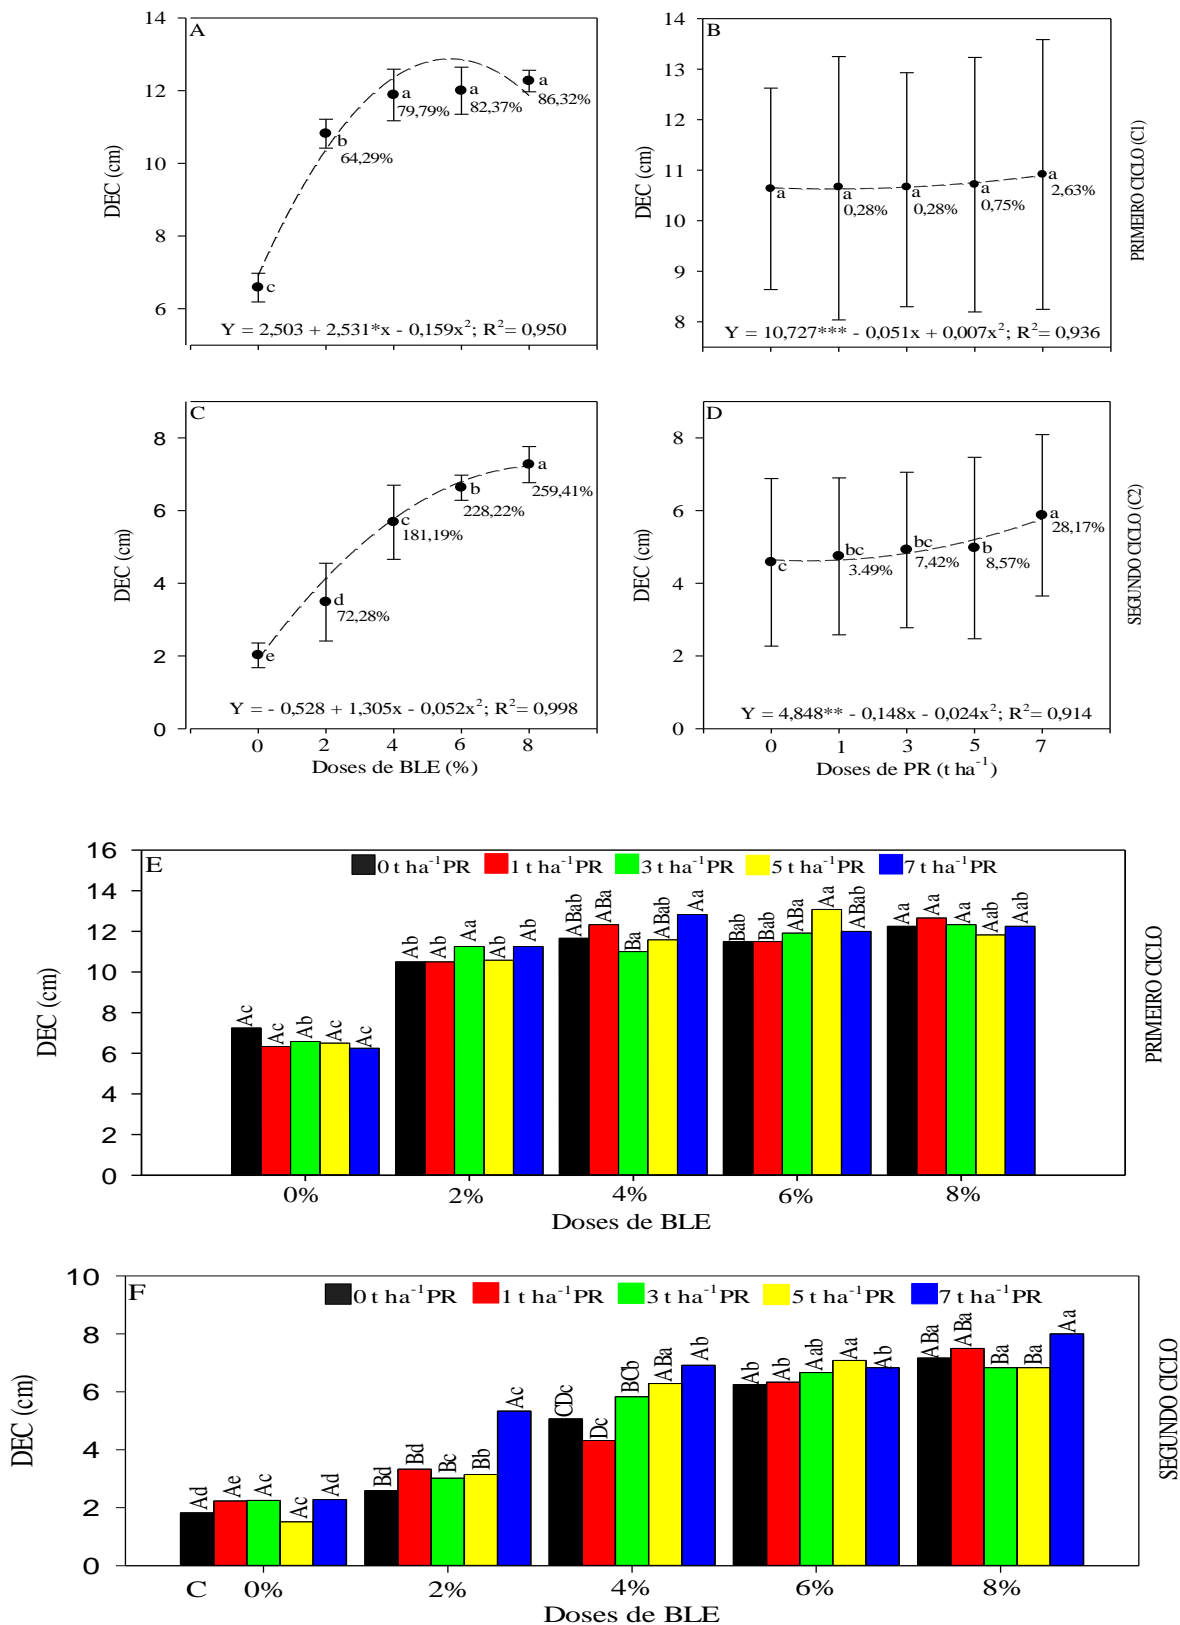 A
14
12
10
8
6
DEC (cm)
c
b
64,29%
a
79,79%
a
82,37%
a
86,32%
Y = 2,503 + 2,531*x - 0,159x²; R²= 0,950
B
14
13
12
11
10
9
8
DEC (cm)
a
a
0,28%
a
0,28%
a
0,75%
a
2,63%
Y = 10,727*** - 0,051x + 0,007x²; R²= 0,936
PRIMEIRO CICLO (C1)
C
8
6
4
2
0
DEC (cm)
e
d
72,28%
c
181,19%
b
228,22%
a
259,41%
Y = - 0,528 + 1,305x - 0,052x²; R²= 0,998
0 2 4 6 8
Doses de BLE (%)
D
8
6
4
2
0
DEC (cm)
c
bc
3.49%
bc
7,42%
b
8,57%
a
28,17%
Y = 4,848** - 0,148x - 0,024x²; R²= 0,914
0 1 3 5 7
Doses de PR (t ha⁻¹)
SEGUNDO CICLO (C2)
E
0 t ha⁻¹PR 1 t ha⁻¹PR 3 t ha⁻¹PR 5 t ha⁻¹PR 7 t ha⁻¹PR
16
14
12
10
8
6
4
2
0
DEC (cm)
Ac Ac Ab Ac Ac
Ab Ab Aa Ab Ab
ABab ABa Ba ABab Aa
Bab Bab ABa Aa ABab
Aa Aa Aa Aab Aab
0% 2% 4% 6% 8%
Doses de BLE
PRIMEIRO CICLO
F
0 t ha⁻¹PR 1 t ha⁻¹PR 3 t ha⁻¹PR 5 t ha⁻¹PR 7 t ha⁻¹PR
10
8
6
4
2
0
DEC (cm)
Ad Ae Ac Ac Ad
Bd Bd Bc Bb Ac
CDc Dc BCb ABa Ab
Ab Ab Aab Aa Ab
ABa ABa Ba Ba Aa
C 0% 2% 4% 6% 8%
Doses de BLE
SEGUNDO CICLO